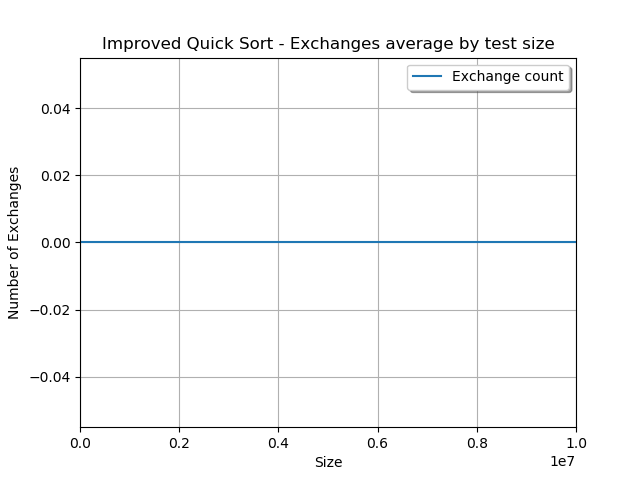 Improved Quick Sort - Exchanges average by test size
Exchange count
Number of Exchanges
0.04
0.02
0.00
−0.02
−0.04
0.0 0.2 0.4 0.6 0.8 1.0
1e7
Size